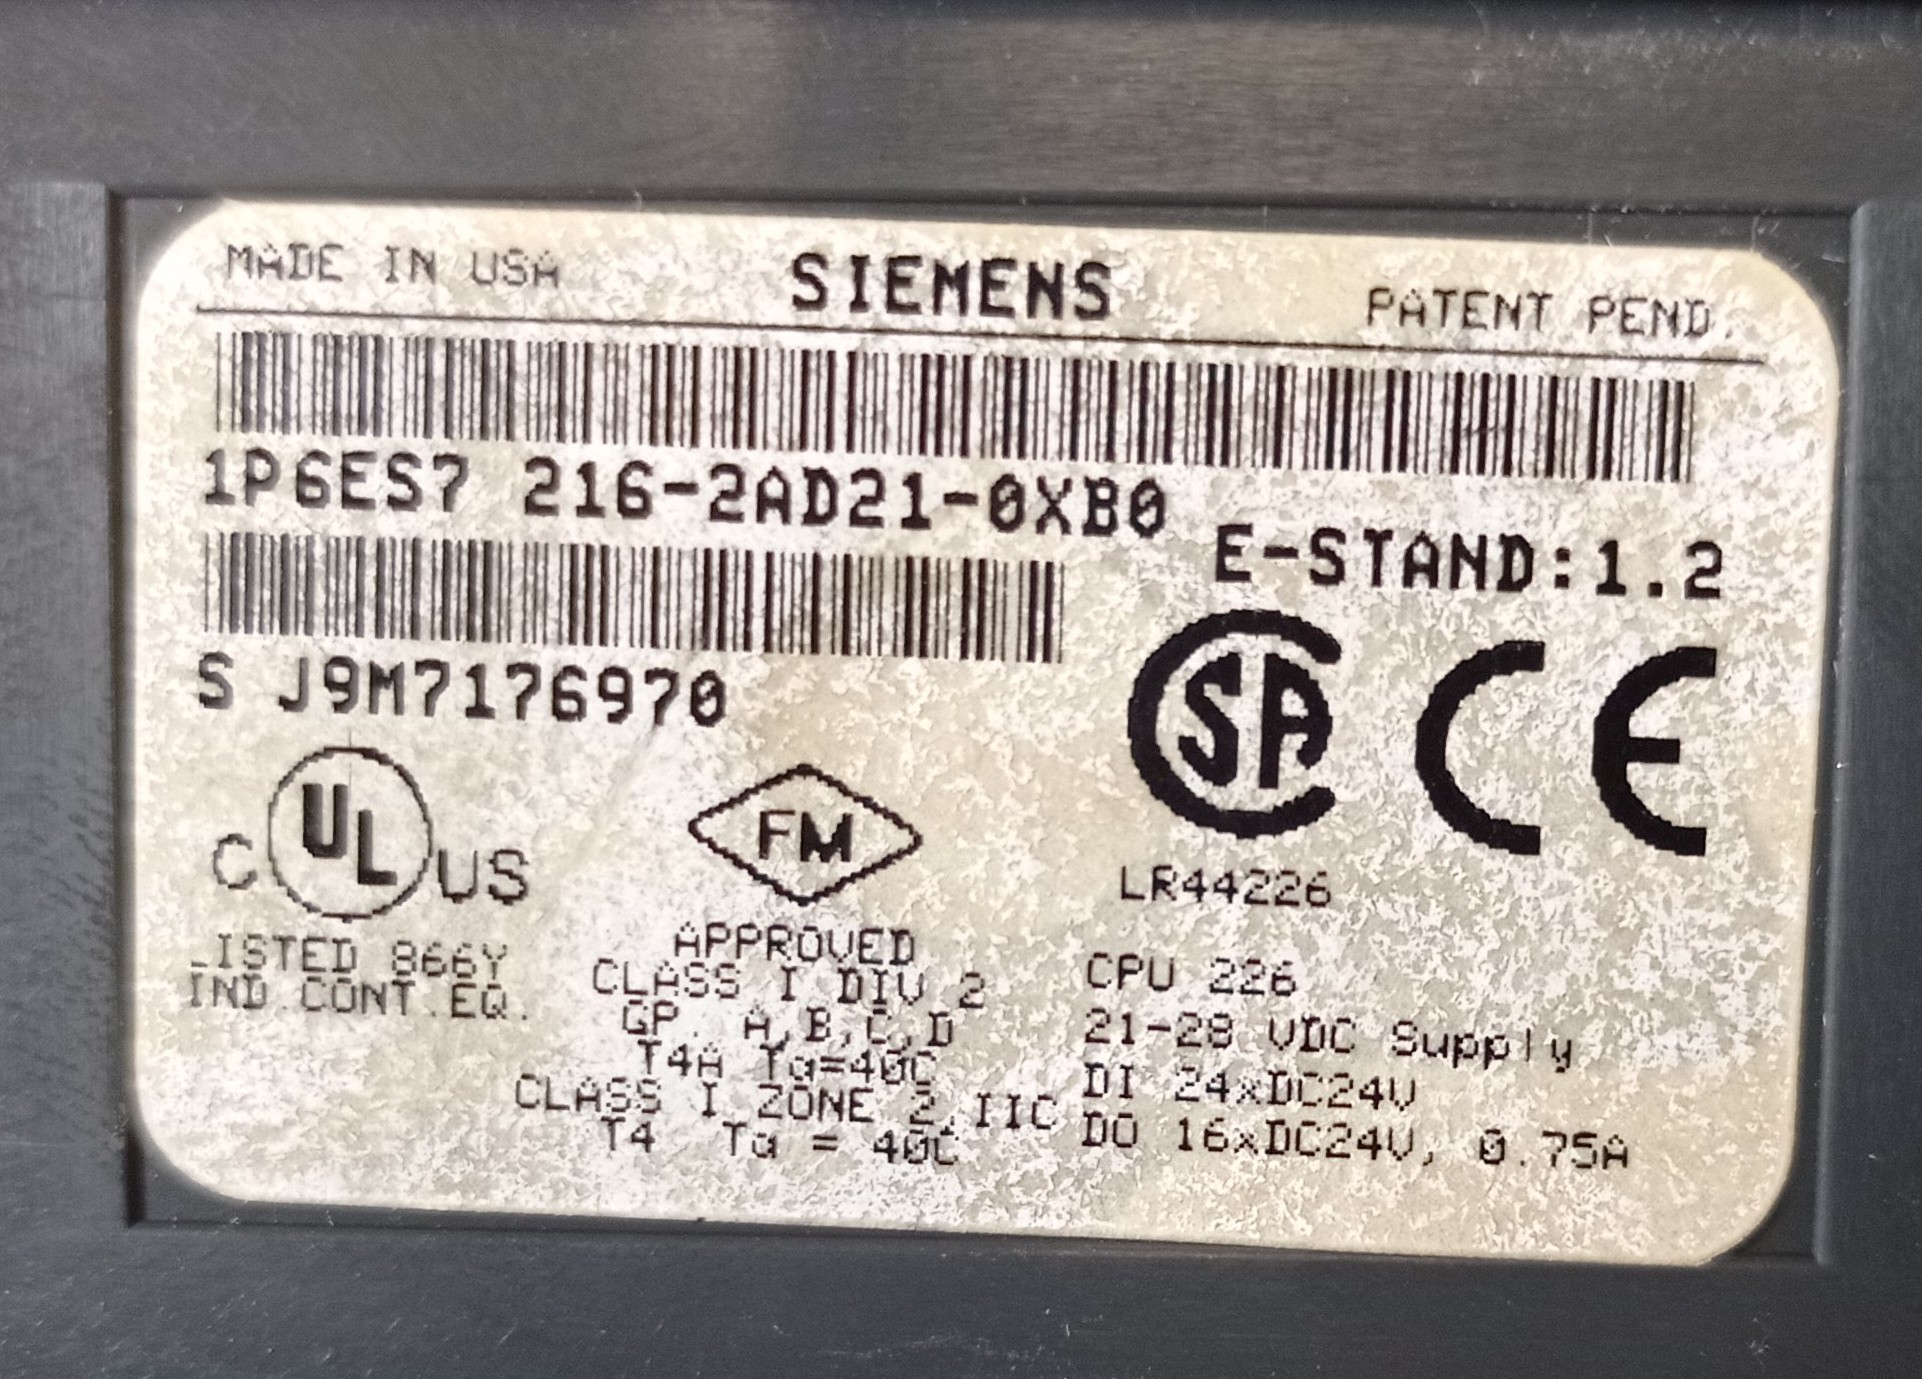 MADE IN USA SIEMENS PATENT PEND.
1P6ES7 216-2AD21-0XB0
E-STAND:1.2
S J9M7176970
C UL US
FM
SA CE
LR44226
LISTED 866Y
IND.CONT.EQ.
APPROVED
CLASS I DIV 2
GP. A,B,C,D
T4A Ta=40C
CLASS I ZONE 2 IIC
T4 Ta = 40C
CPU 226
21-28 VDC Supply
DI 24xDC24V
DO 16xDC24V, 0.75A